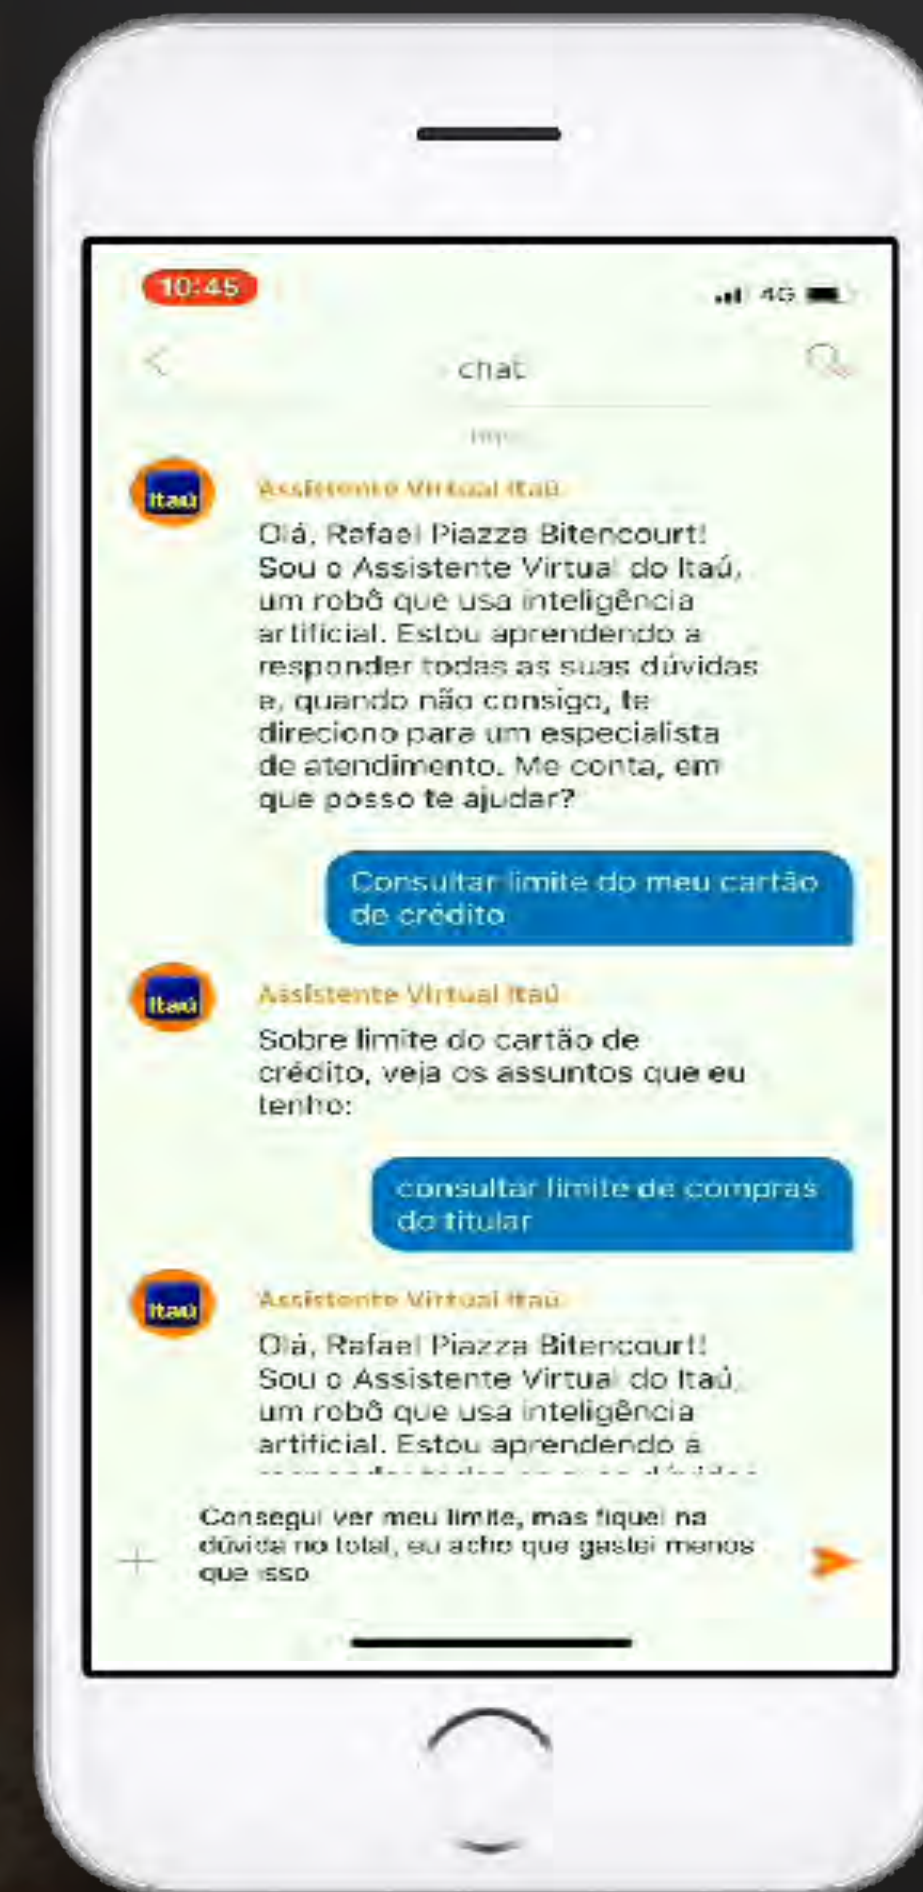 10:45
4G
chat
Itaú
Assistente Virtual Itaú
Olá, Rafael Piazza Bitencourt!
Sou o Assistente Virtual do Itaú,
um robô que usa inteligência
artificial. Estou aprendendo a
responder todas as suas dúvidas
e, quando não consigo, te
direciono para um especialista
de atendimento. Me conta, em
que posso te ajudar?
Consultar limite do meu cartão
de crédito
Itaú
Assistente Virtual Itaú
Sobre limite do cartão de
crédito, veja os assuntos que eu
tenho:
consultar limite de compras
do titular
Itaú
Assistente Virtual Itaú
Olá, Rafael Piazza Bitencourt!
Sou o Assistente Virtual do Itaú,
um robô que usa inteligência
artificial. Estou aprendendo a
Consegui ver meu limite, mas fiquei na
dúvida no total, eu acho que gastei menos
que isso